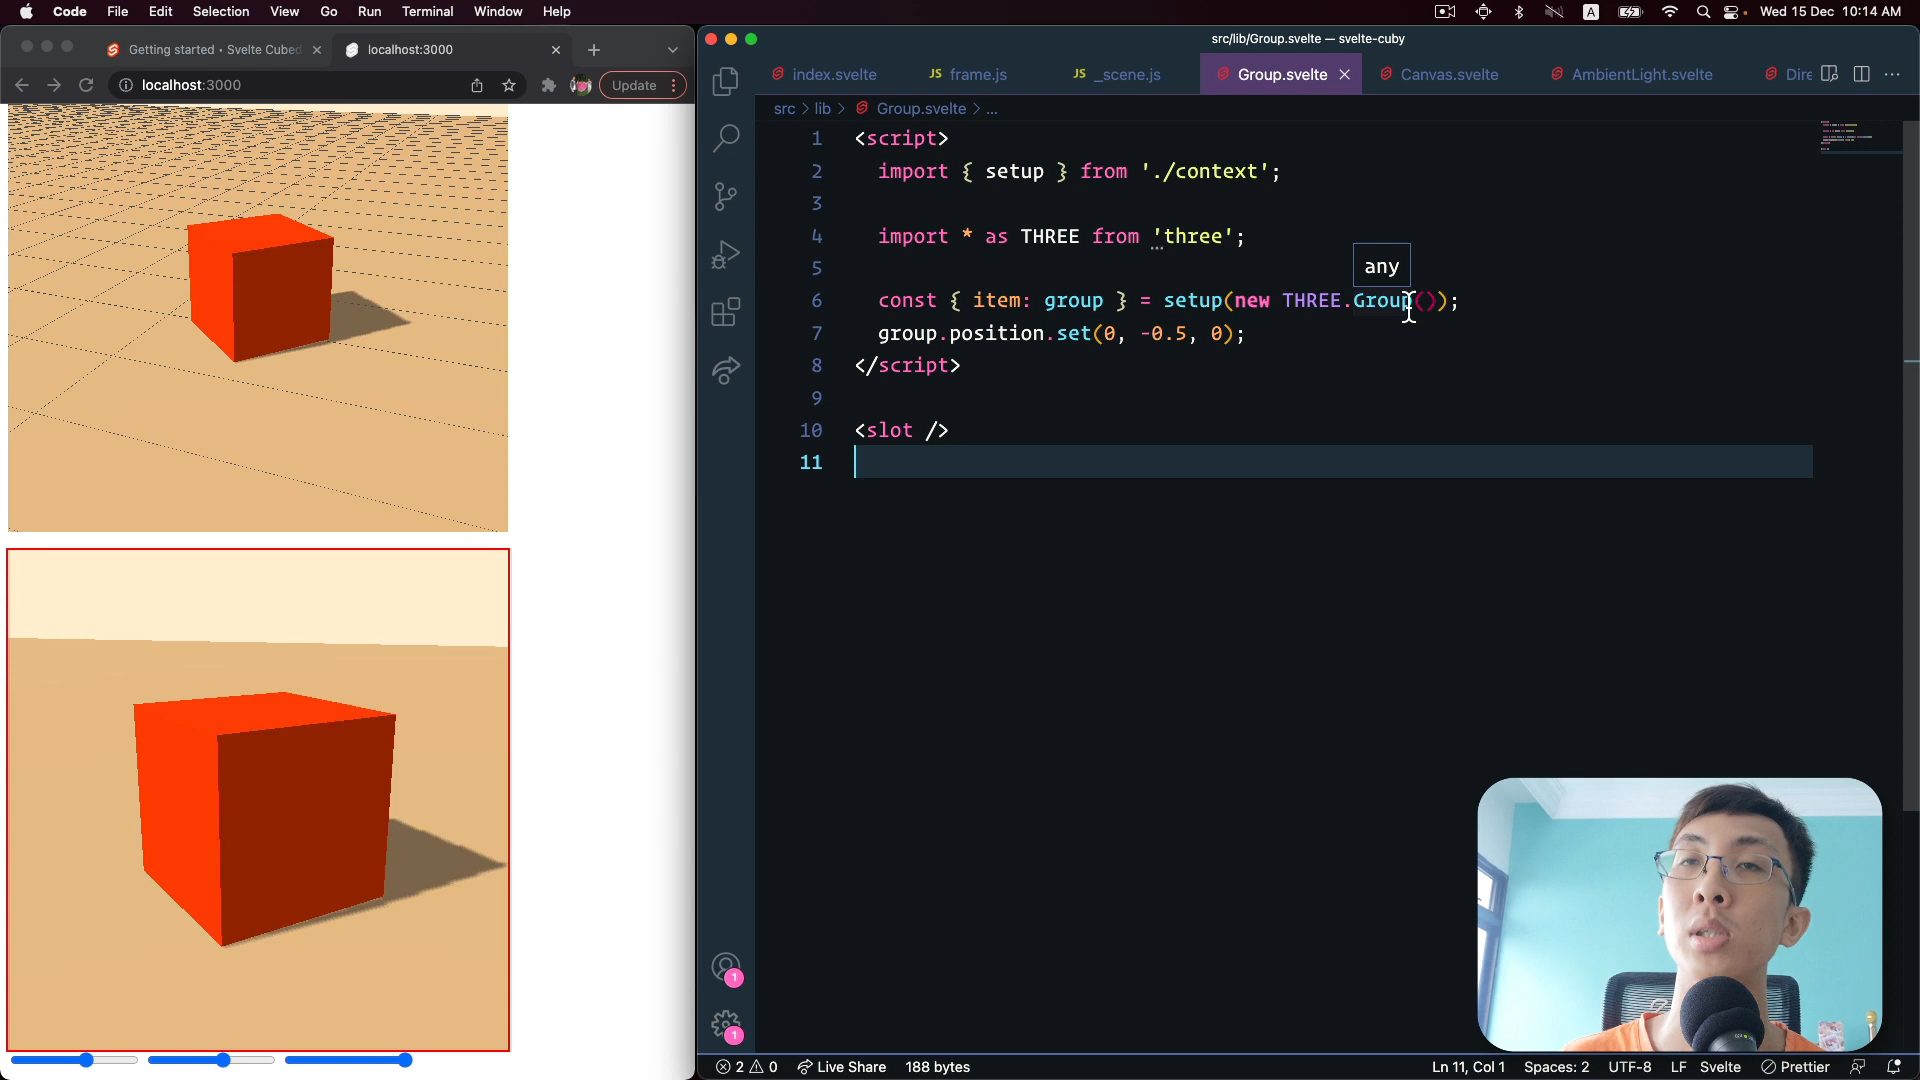 Code File Edit Selection View Go Run Terminal Window Help
A
Wed 15 Dec 10:14 AM
Getting started • Svelte Cubed
localhost:3000
src/lib/Group.svelte — svelte-cuby
localhost:3000
Update
index.svelte
JS frame.js
JS _scene.js
Group.svelte
Canvas.svelte
AmbientLight.svelte
Dire
src > lib > Group.svelte > ...
1 <script>
2 import { setup } from './context';
3
4 import * as THREE from 'three';
5
any
6 const { item: group } = setup(new THREE.Group());
7 group.position.set(0, -0.5, 0);
8 </script>
9
10 <slot />
11
1
1
2 0 Live Share 188 bytes
Ln 11, Col 1 Spaces: 2 UTF-8 LF Svelte Prettier